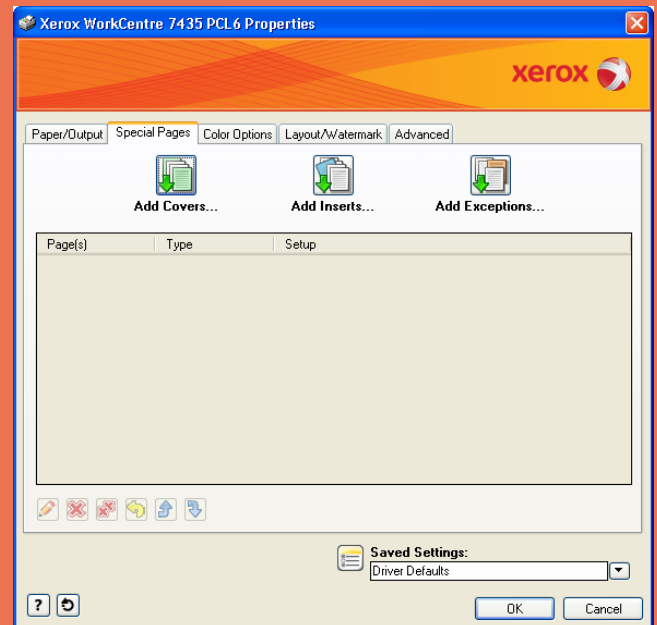 Xerox WorkCentre 7435 PCL6 Properties
xerox
Paper/Output Special Pages Color Options Layout/Watermark Advanced
Add Covers... Add Inserts... Add Exceptions...
Page(s) Type Setup
Saved Settings:
Driver Defaults
? OK Cancel